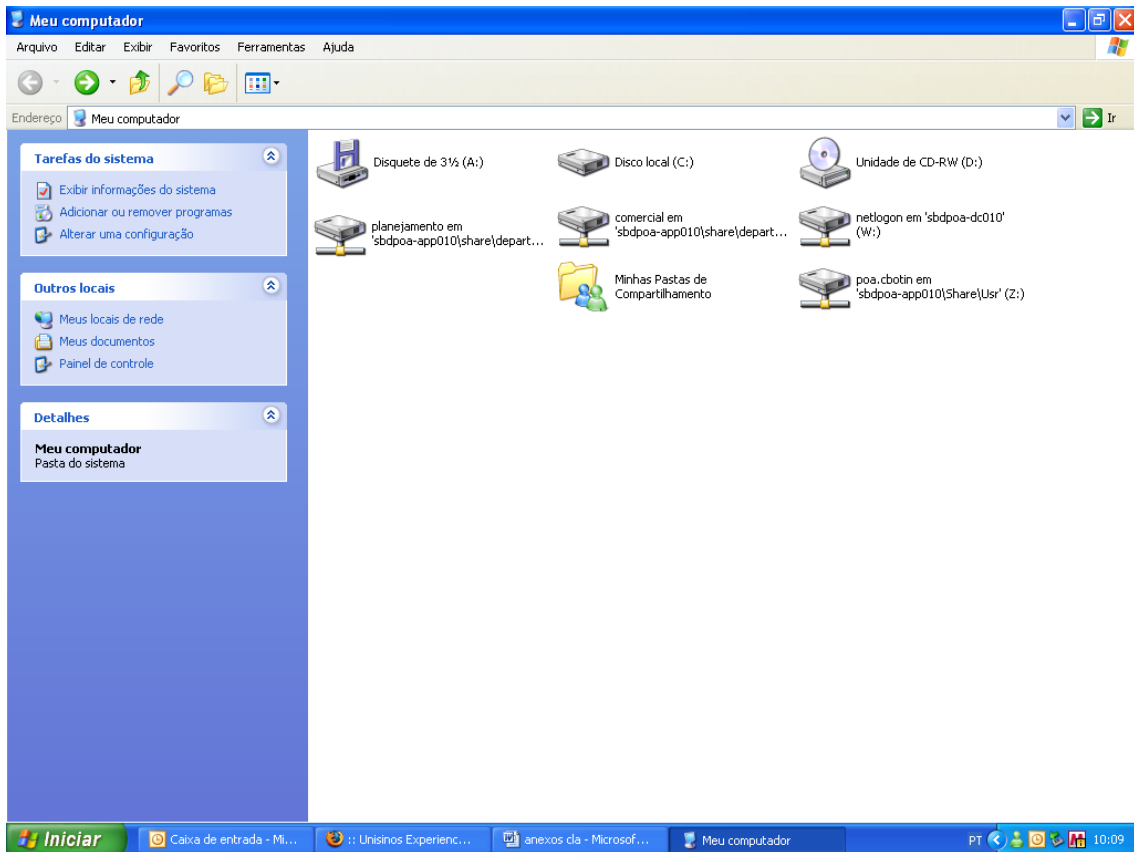 Meu computador
Arquivo Editar Exibir Favoritos Ferramentas Ajuda
Endereço Meu computador Ir
Tarefas do sistema
Exibir informações do sistema
Adicionar ou remover programas
Alterar uma configuração
Outros locais
Meus locais de rede
Meus documentos
Painel de controle
Detalhes
Meu computador
Pasta do sistema
Disquete de 3½ (A:)
Disco local (C:)
Unidade de CD-RW (D:)
planejamento em
'sbdpoa-app010\share\depart...
comercial em
'sbdpoa-app010\share\depart...
netlogon em 'sbdpoa-dc010'
(W:)
Minhas Pastas de
Compartilhamento
poa.cbotin em
'sbdpoa-app010\Share\Usr' (Z:)
Iniciar
Caixa de entrada - Mi...
:: Unisinos Experienc...
anexos cla - Microsof...
Meu computador
PT
10:09